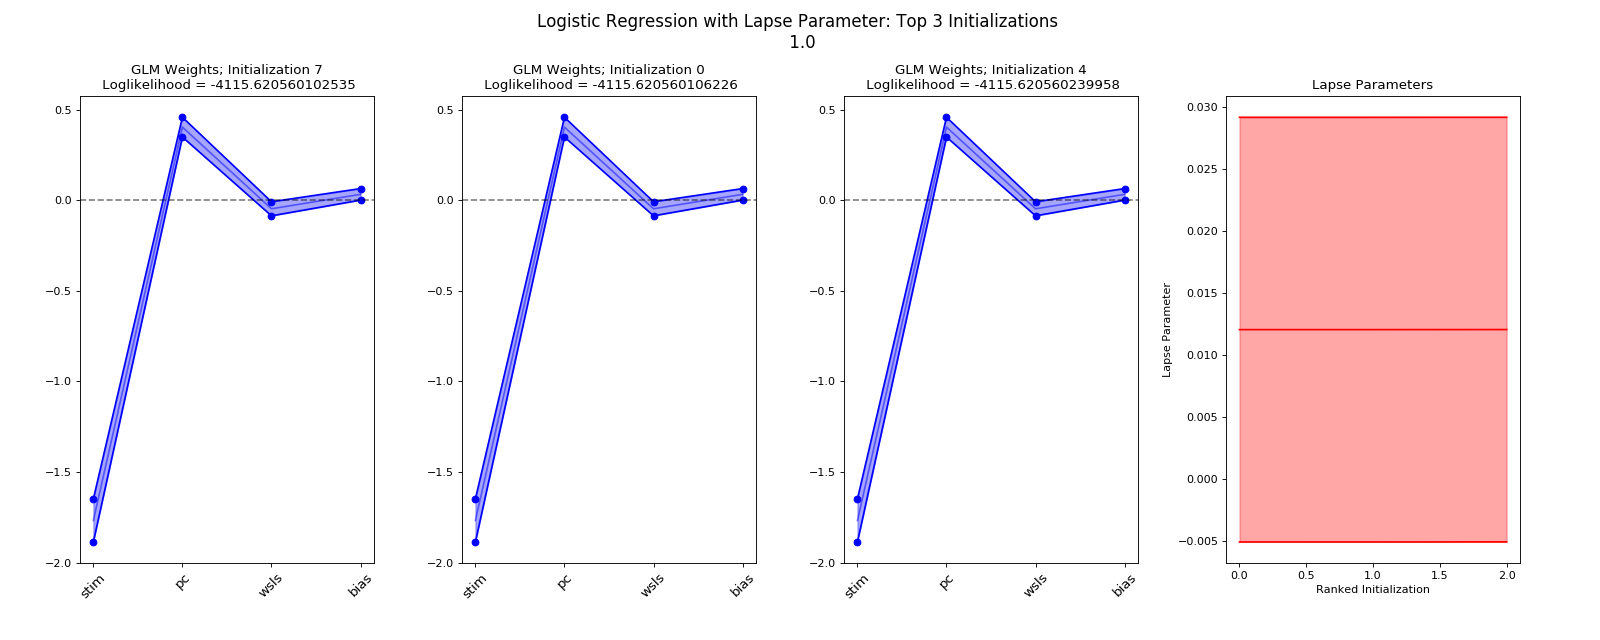 Logistic Regression with Lapse Parameter: Top 3 Initializations
1.0
GLM Weights; Initialization 7
Loglikelihood = -4115.620560102535
0.5
0.0
−0.5
−1.0
−1.5
−2.0
stim
pc
wsls
bias
GLM Weights; Initialization 0
Loglikelihood = -4115.620560106226
0.5
0.0
−0.5
−1.0
−1.5
−2.0
stim
pc
wsls
bias
GLM Weights; Initialization 4
Loglikelihood = -4115.620560239958
0.5
0.0
−0.5
−1.0
−1.5
−2.0
stim
pc
wsls
bias
Lapse Parameters
Lapse Parameter
0.030
0.025
0.020
0.015
0.010
0.005
0.000
−0.005
0.0
0.5
1.0
1.5
2.0
Ranked Initialization